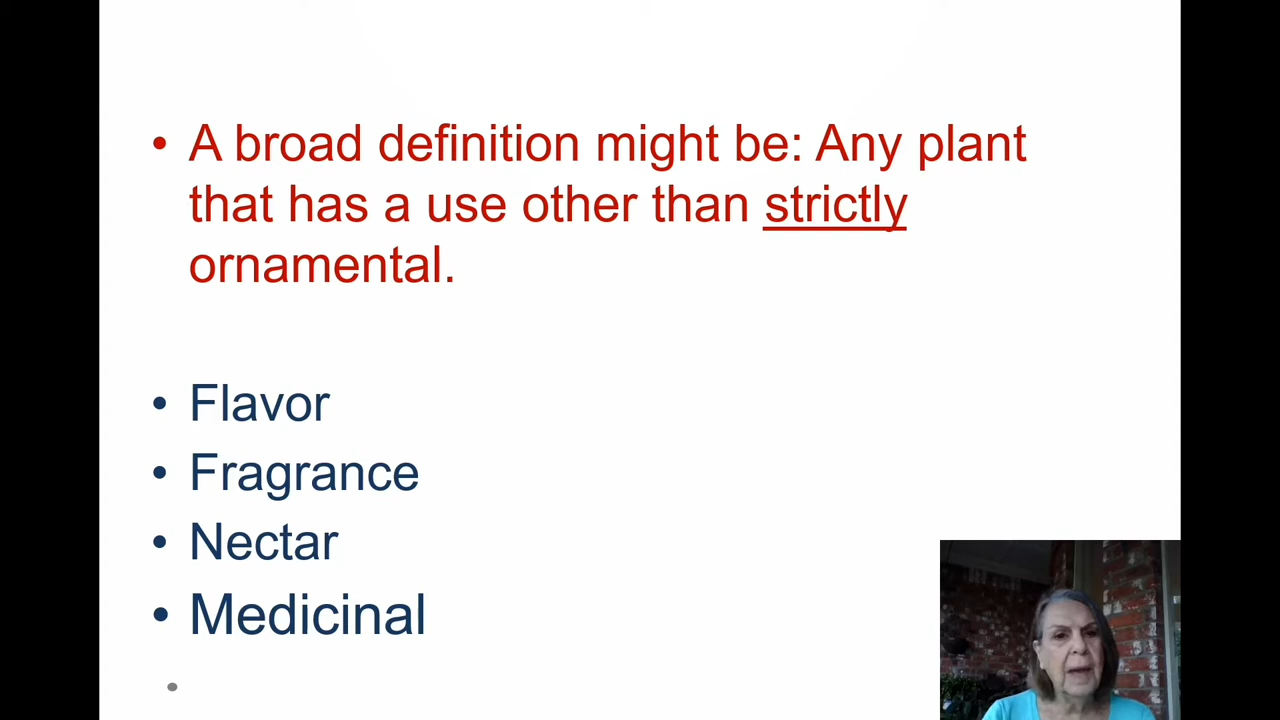 • A broad definition might be: Any plant
that has a use other than strictly
ornamental.
• Flavor
• Fragrance
• Nectar
• Medicinal
•